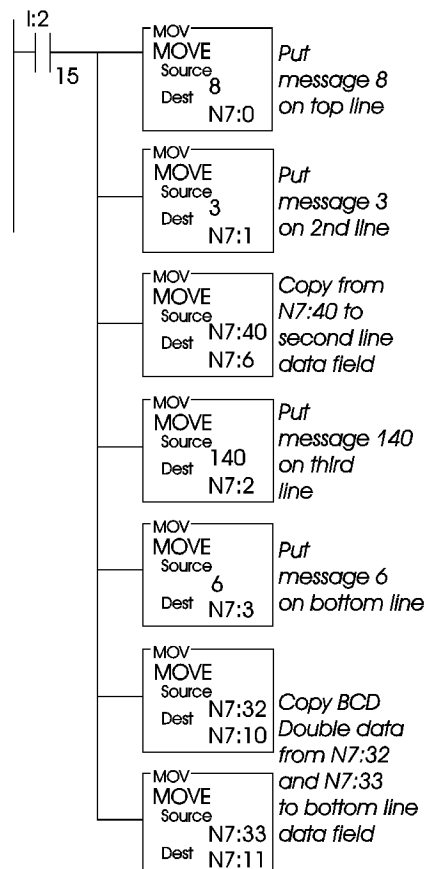 I:2
15
MOV
MOVE
Source
8
Dest
N7:0
Put
message 8
on top line
MOV
MOVE
Source
3
Dest
N7:1
Put
message 3
on 2nd line
MOV
MOVE
Source
N7:40
Dest
N7:6
Copy from
N7:40 to
second line
data field
MOV
MOVE
Source
140
Dest
N7:2
Put
message 140
on third
line
MOV
MOVE
Source
6
Dest
N7:3
Put
message 6
on bottom line
MOV
MOVE
Source
N7:32
Dest
N7:10
Copy BCD
Double data
from N7:32
and N7:33
to bottom line
data field
MOV
MOVE
Source
N7:33
Dest
N7:11